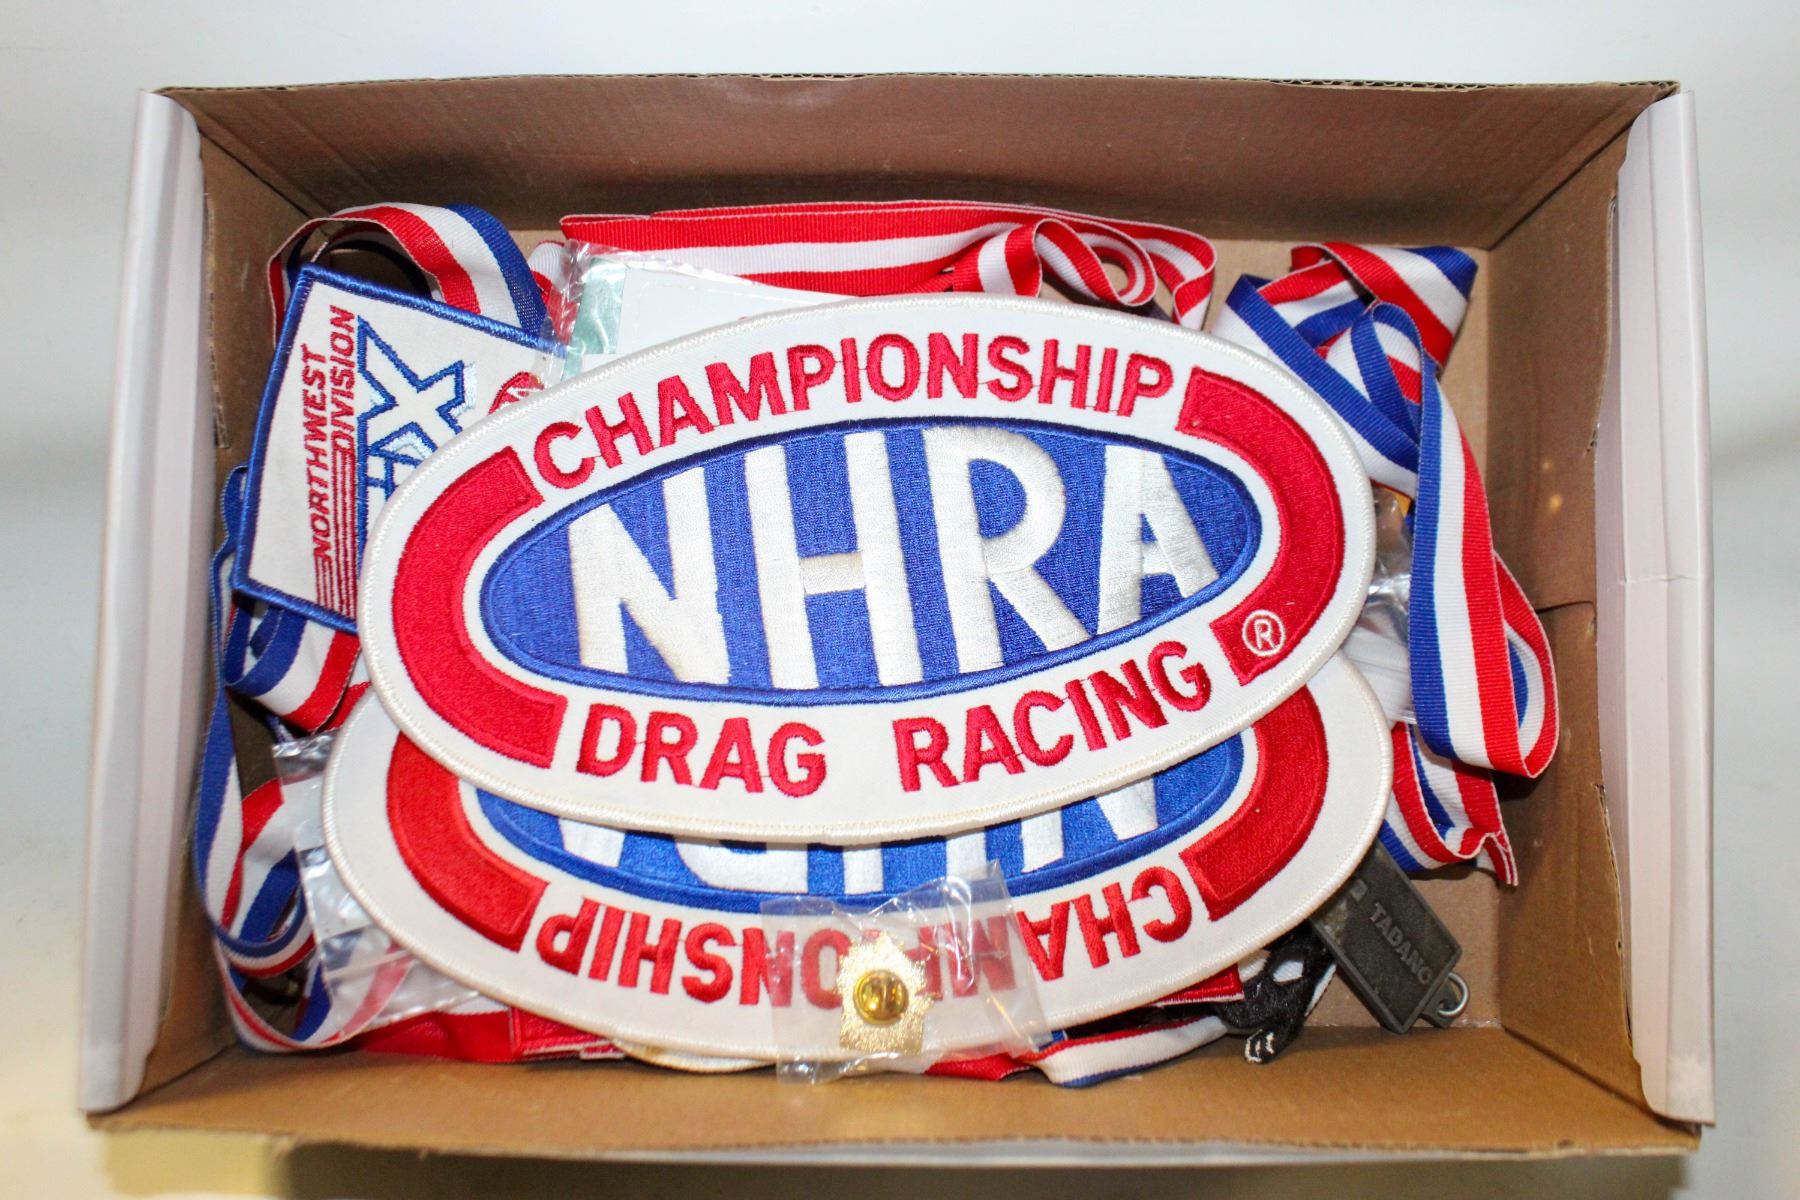 CHAMPIONSHIP
NHRA
DRAG RACING ®
NORTHWEST
DIVISION
CHAMPIONSHIP
TADANO